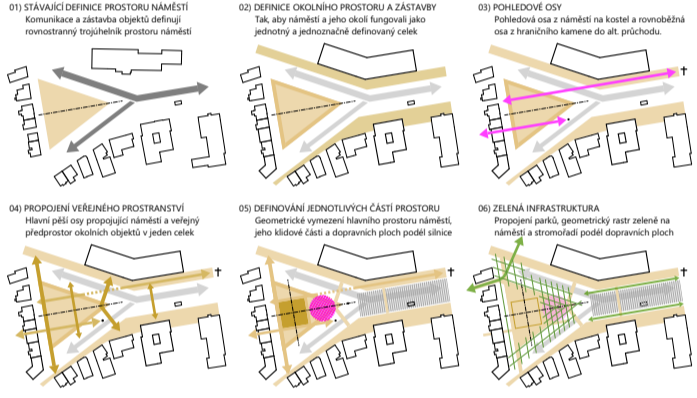 01) STÁVAJÍCÍ DEFINICE PROSTORU NÁMĚSTÍ
Komunikace a zástavba objektů definují
rovnostranný trojúhelník prostoru náměstí
02) DEFINICE OKOLNÍHO PROSTORU A ZÁSTAVBY
Tak, aby náměstí a jeho okolí fungovali jako
jednotný a jednoznačně definovaný celek
03) POHLEDOVÉ OSY
Pohledová osa z náměstí na kostel a rovnoběžná
osa z hraničního kamene do alt. průchodu.
04) PROPOJENÍ VEŘEJNÉHO PROSTRANSTVÍ
Hlavní pěší osy propojující náměstí a veřejný
předprostor okolních objektů v jeden celek
05) DEFINOVÁNÍ JEDNOTLIVÝCH ČÁSTÍ PROSTORU
Geometrické vymezení hlavního prostoru náměstí,
jeho klidové části a dopravních ploch podél silnice
06) ZELENÁ INFRASTRUKTURA
Propojení parků, geometrický rastr zeleně na
náměstí a stromořadí podél dopravních ploch